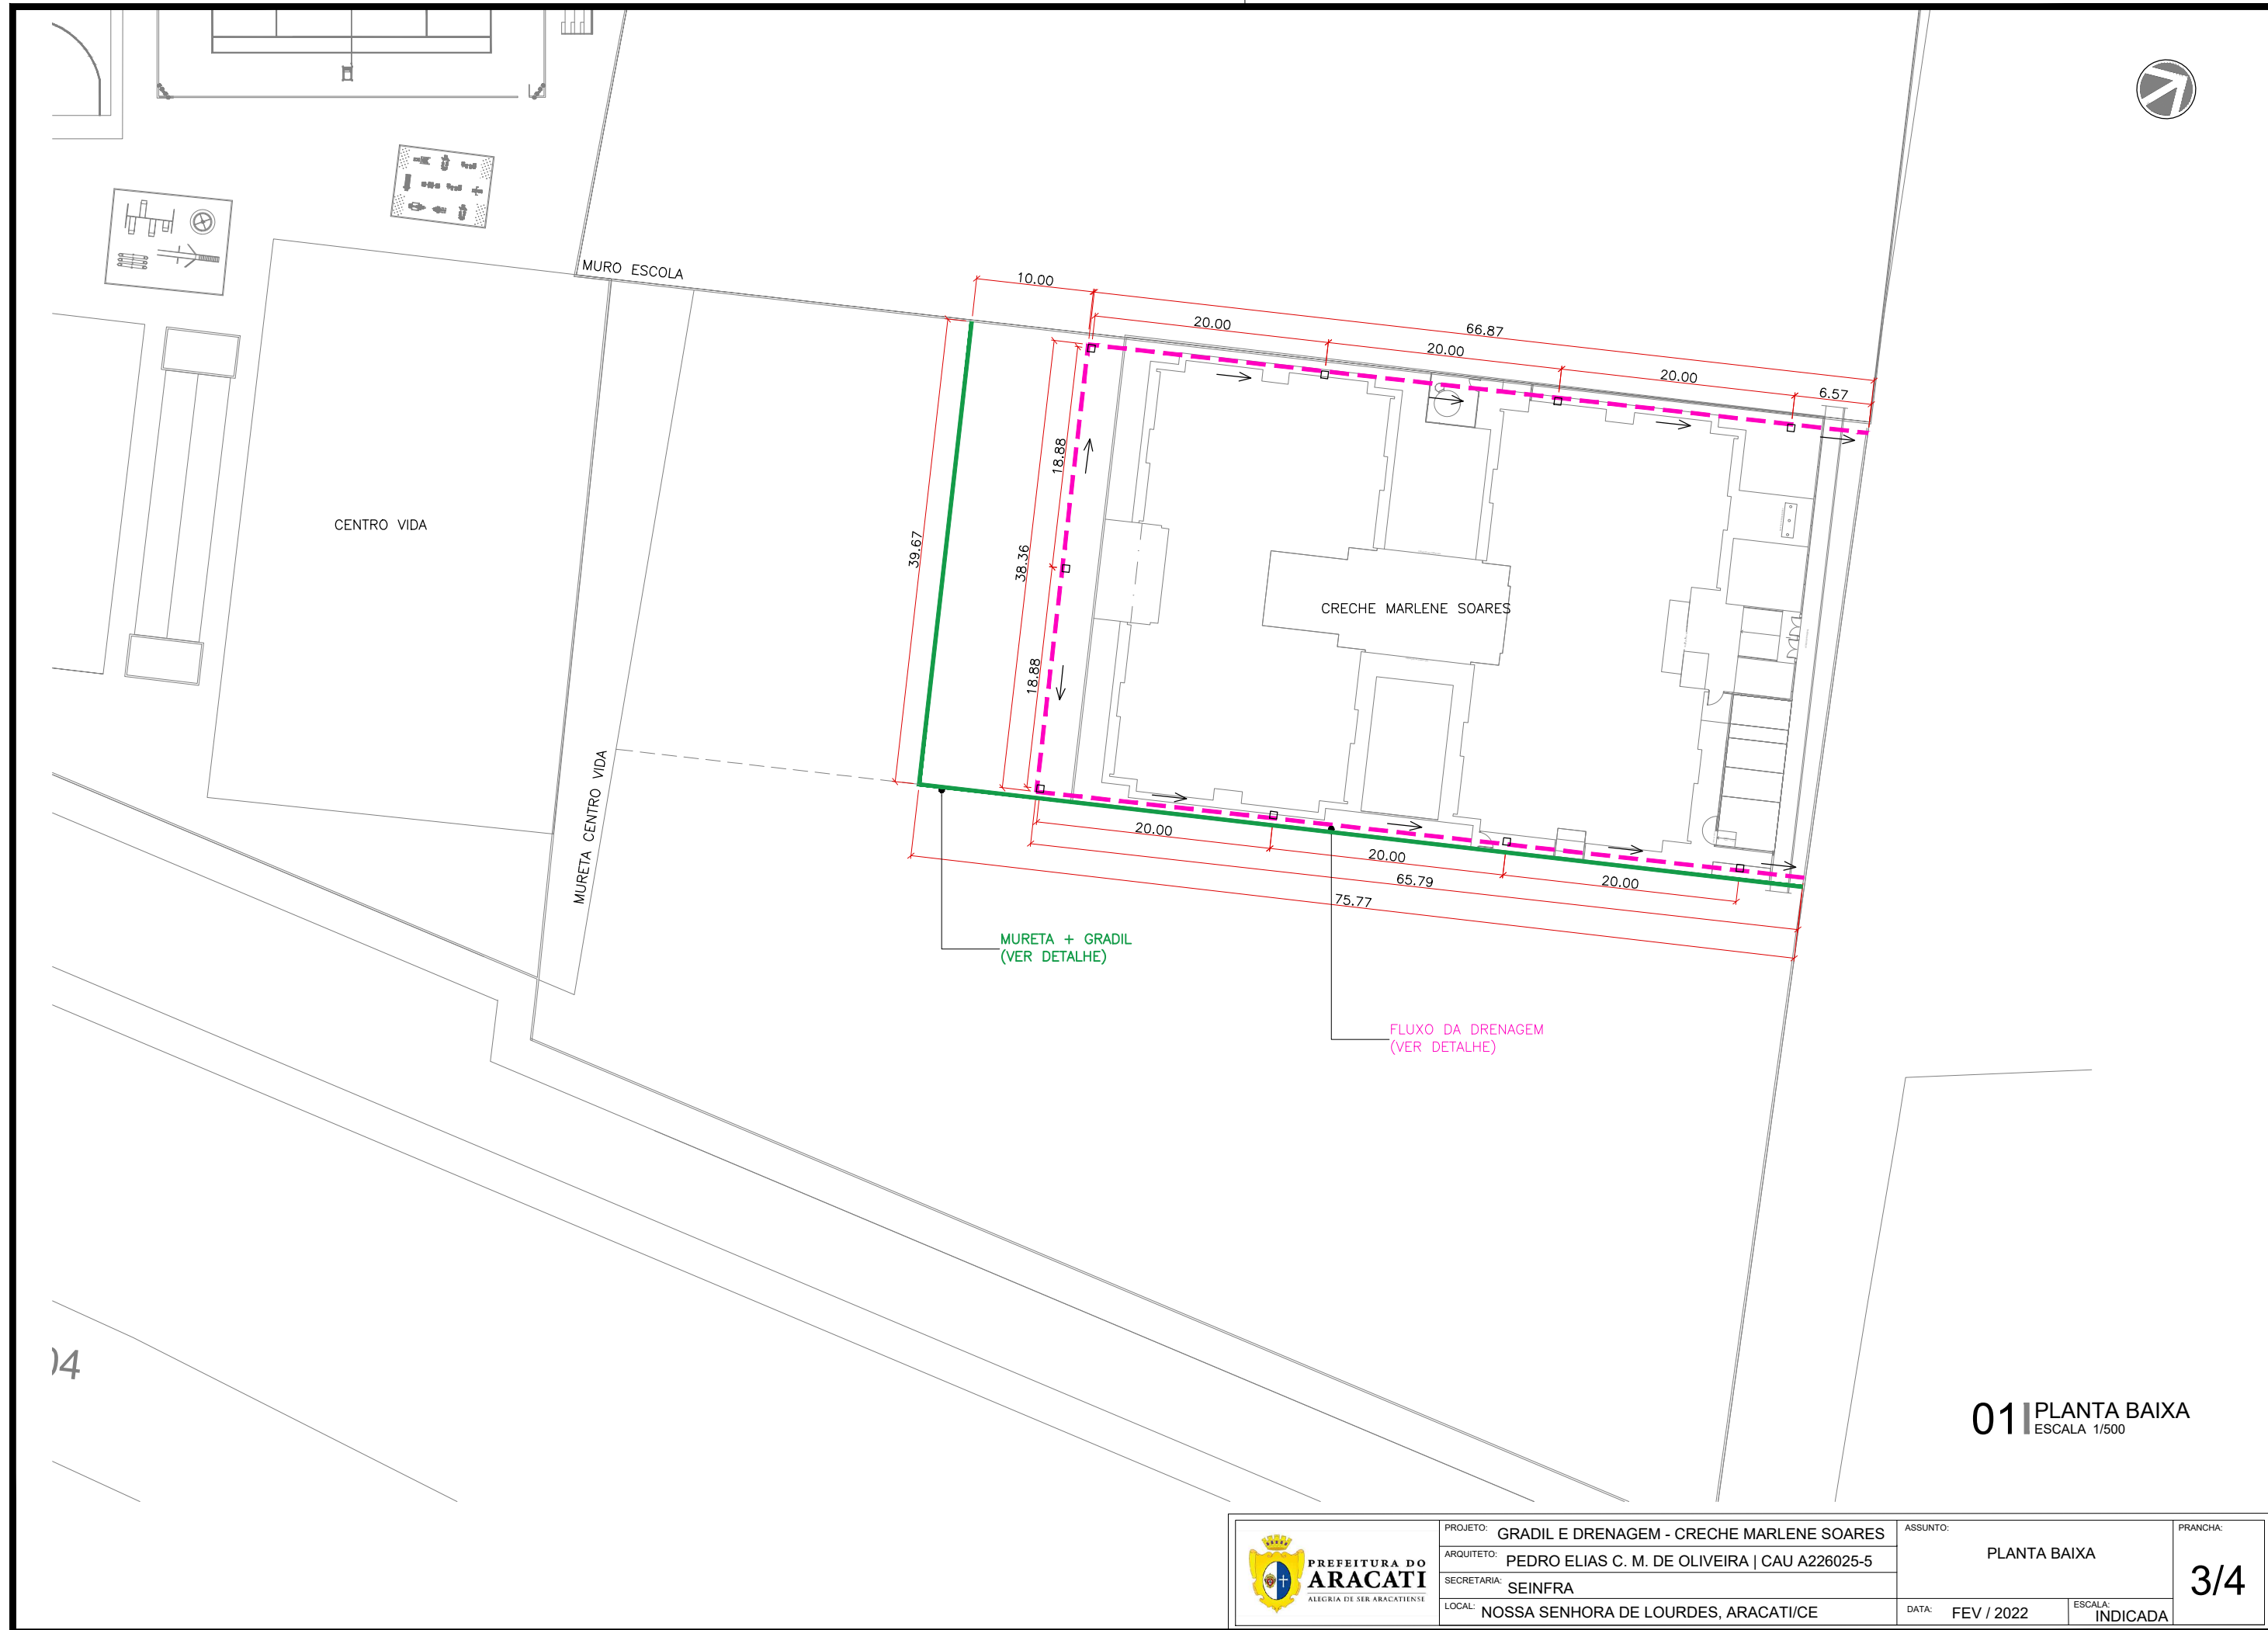 MURO ESCOLA
10.00
66.87
20.00
20.00
20.00
6.57
18.88
39.67
38.36
18.88
CENTRO VIDA
CRECHE MARLENE SOARES
MURETA CENTRO VIDA
20.00
20.00
20.00
65.79
75.77
MURETA + GRADIL
(VER DETALHE)
FLUXO DA DRENAGEM
(VER DETALHE)
04
01 PLANTA BAIXA
ESCALA 1/500
PREFEITURA DO
ARACATI
ALEGRIA DE SER ARACATIENSE
PROJETO: GRADIL E DRENAGEM - CRECHE MARLENE SOARES
ARQUITETO: PEDRO ELIAS C. M. DE OLIVEIRA | CAU A226025-5
SECRETARIA: SEINFRA
LOCAL: NOSSA SENHORA DE LOURDES, ARACATI/CE
ASSUNTO:
PLANTA BAIXA
DATA: FEV / 2022
ESCALA: INDICADA
PRANCHA:
3/4